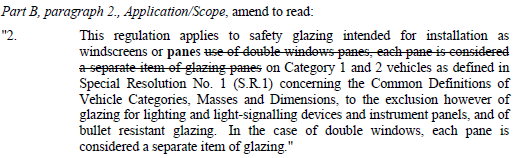 Part B, paragraph 2., Application/Scope, amend to read:
"2. This regulation applies to safety glazing intended for installation as
windscreens or panes use of double windows panes, each pane is considered
a separate item of glazing panes on Category 1 and 2 vehicles as defined in
Special Resolution No. 1 (S.R.1) concerning the Common Definitions of
Vehicle Categories, Masses and Dimensions, to the exclusion however of
glazing for lighting and light-signalling devices and instrument panels, and of
bullet resistant glazing. In the case of double windows, each pane is
considered a separate item of glazing."